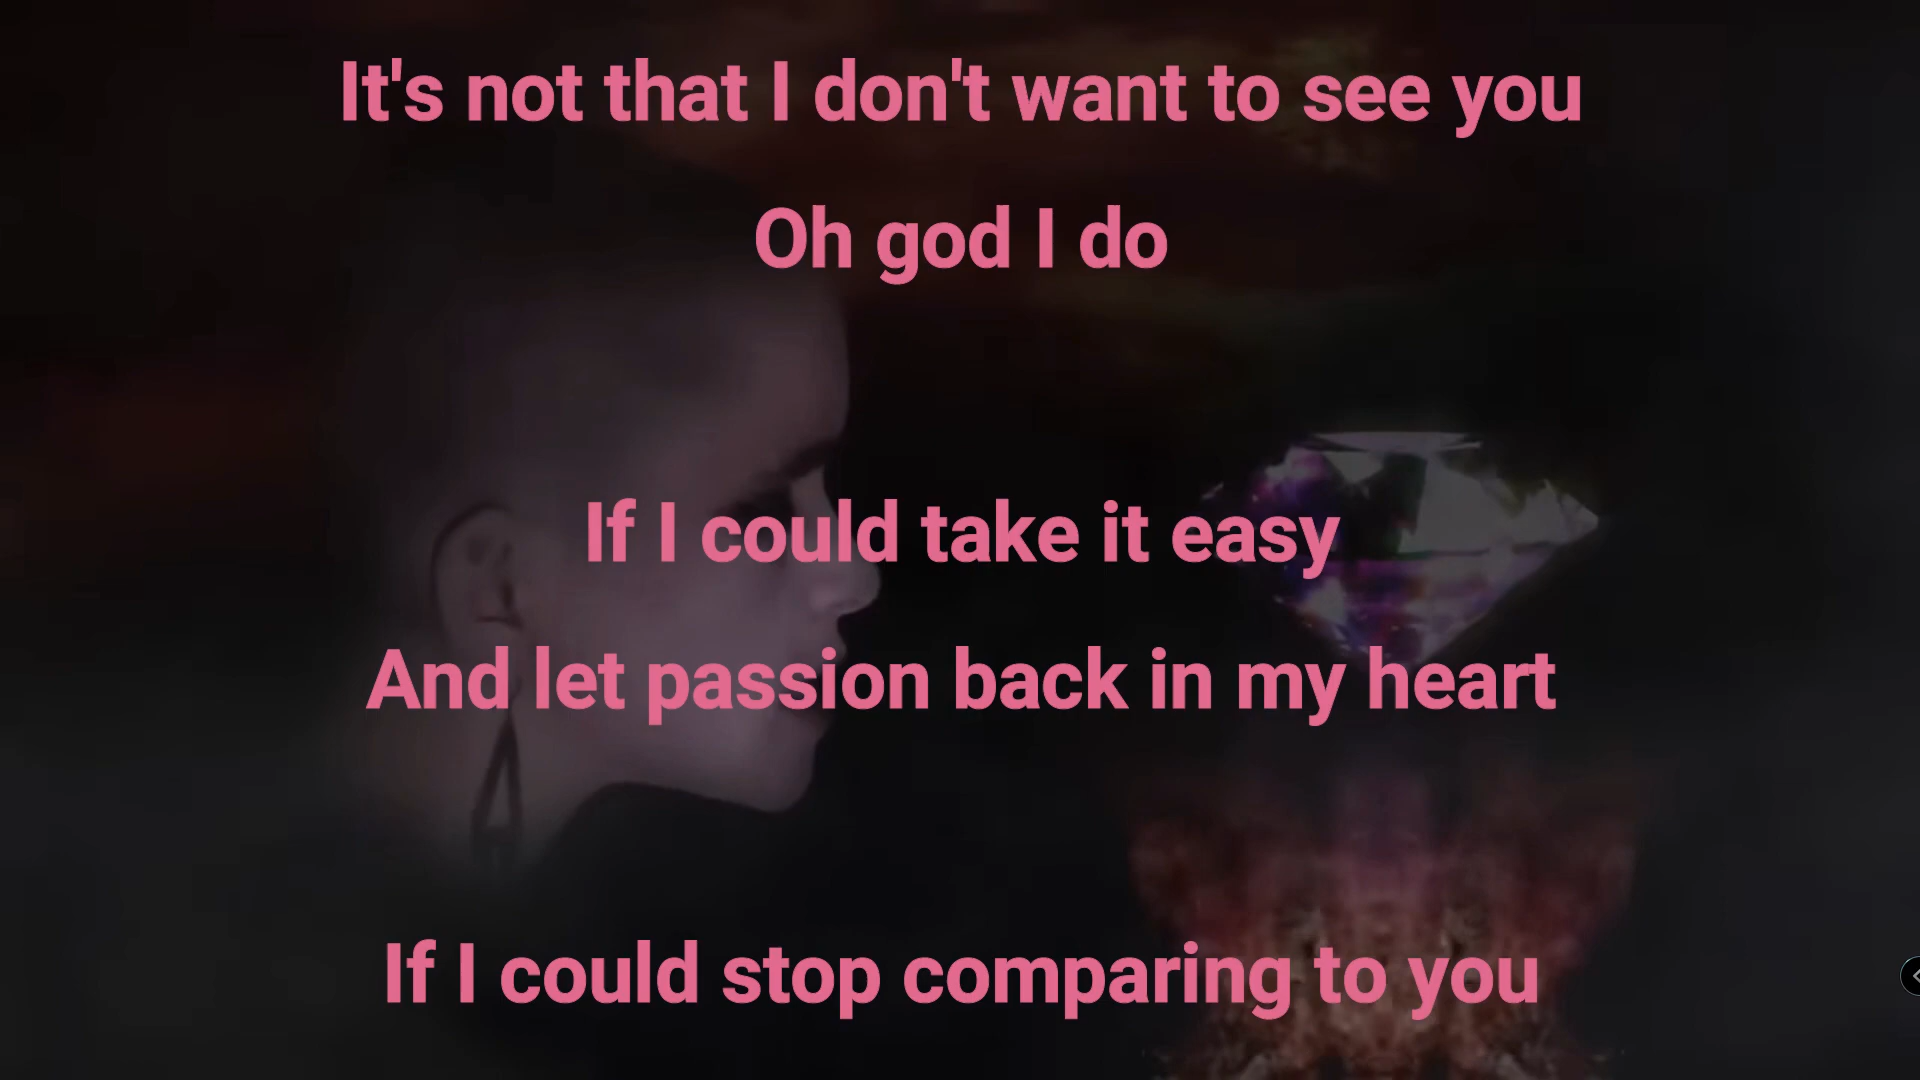 It's not that I don't want to see you
Oh god I do
If I could take it easy
And let passion back in my heart
If I could stop comparing to you